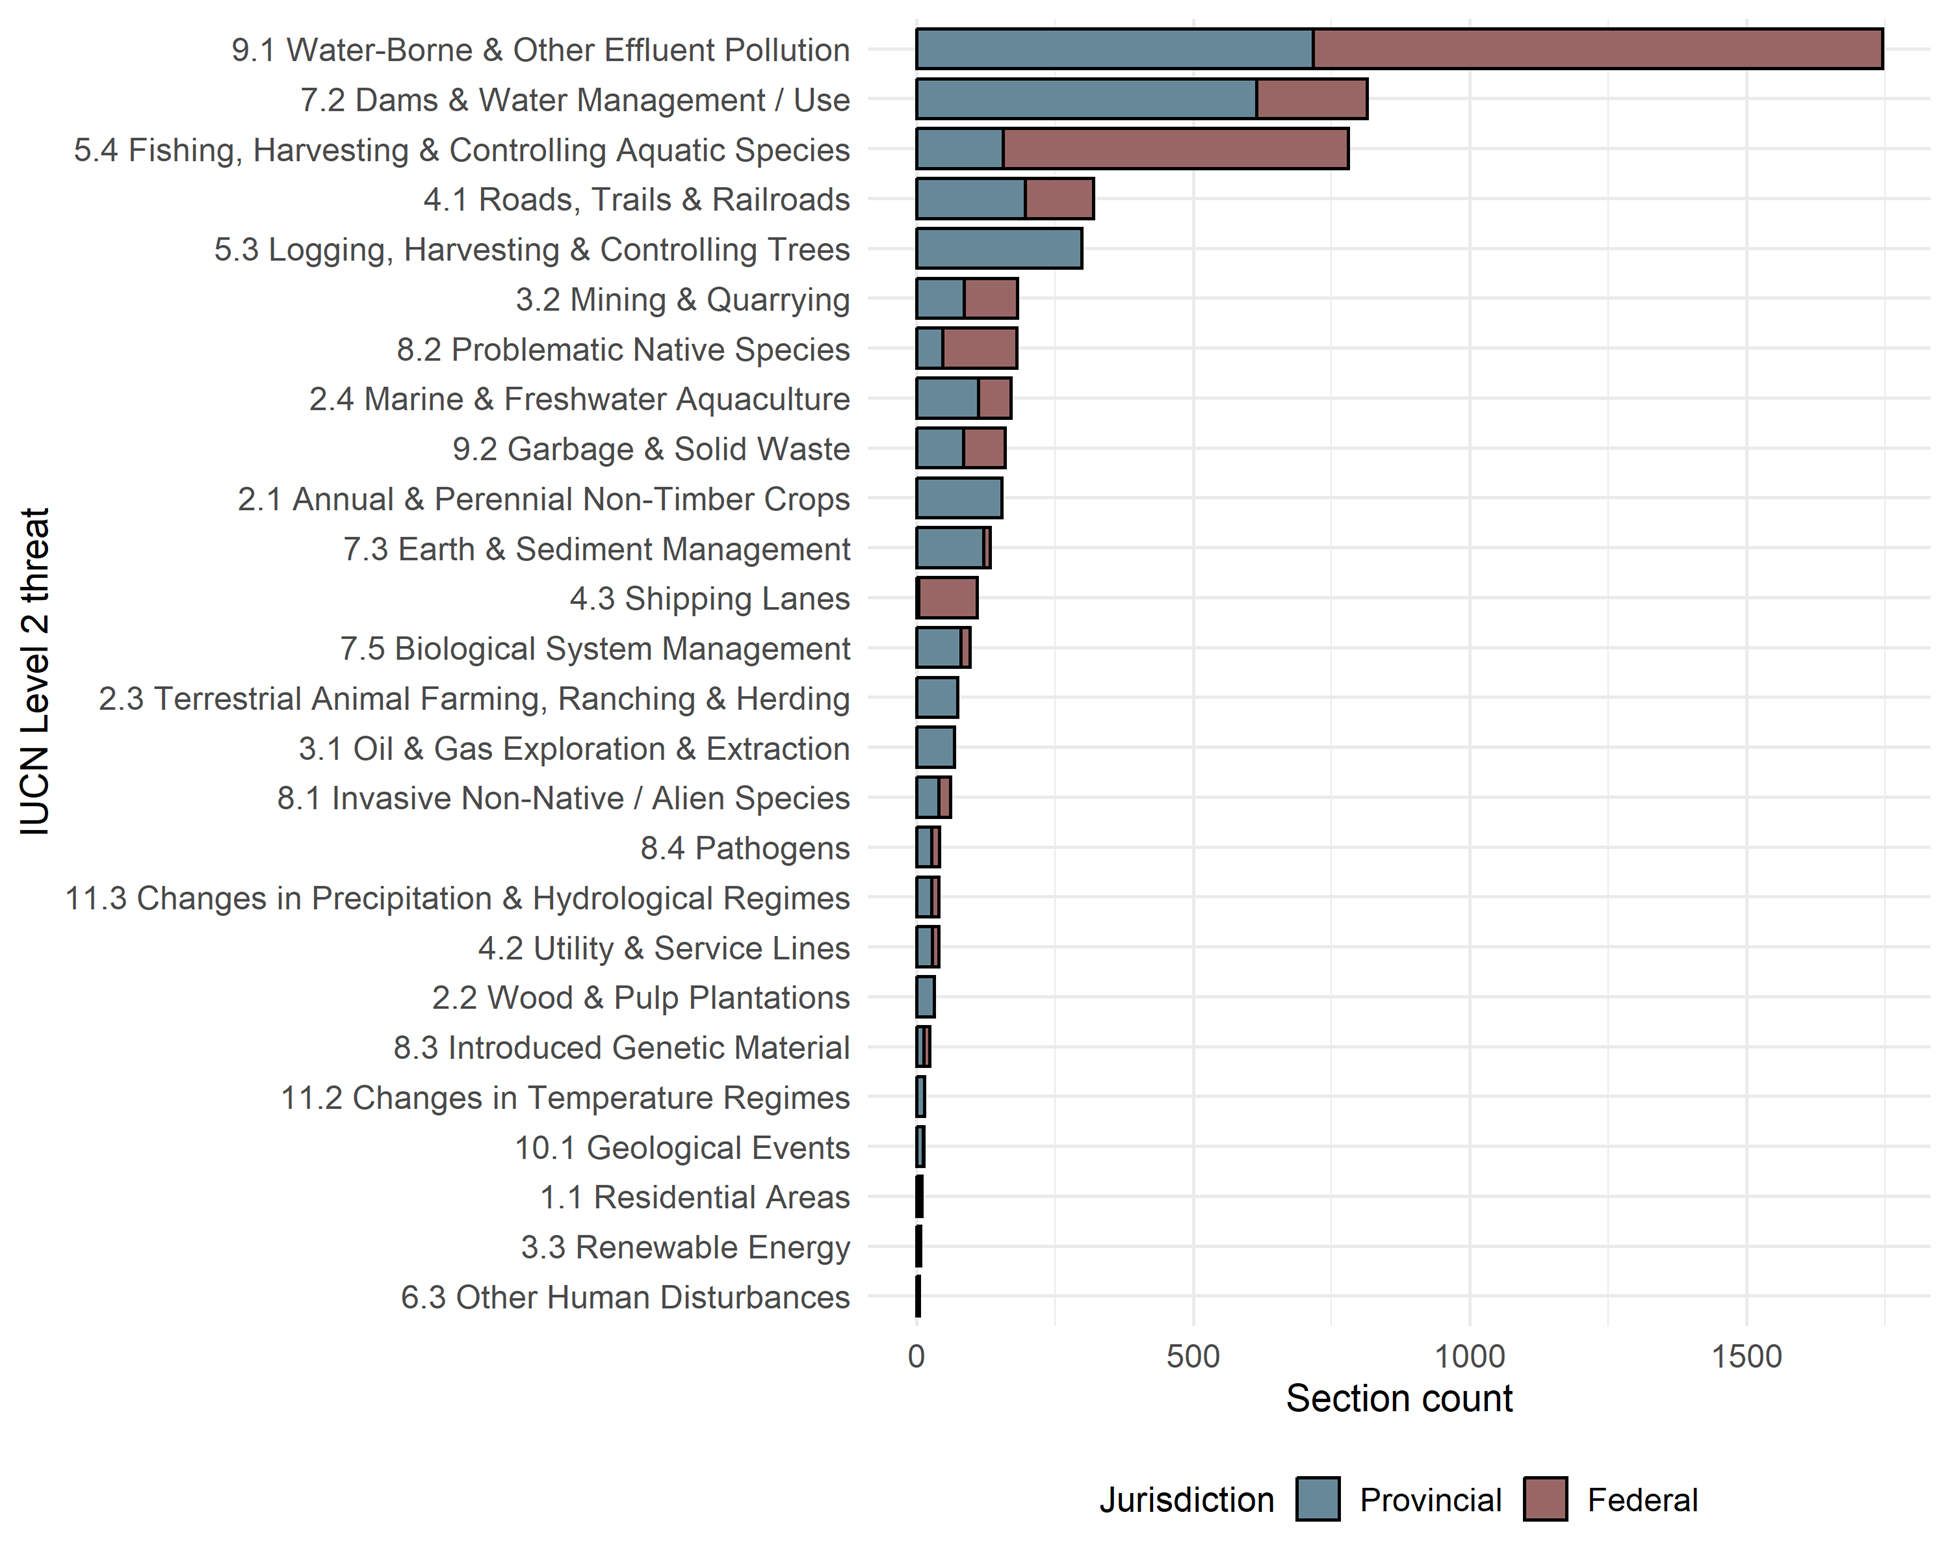 9.1 Water-Borne & Other Effluent Pollution
7.2 Dams & Water Management / Use
5.4 Fishing, Harvesting & Controlling Aquatic Species
4.1 Roads, Trails & Railroads
5.3 Logging, Harvesting & Controlling Trees
3.2 Mining & Quarrying
8.2 Problematic Native Species
2.4 Marine & Freshwater Aquaculture
9.2 Garbage & Solid Waste
2.1 Annual & Perennial Non-Timber Crops
7.3 Earth & Sediment Management
4.3 Shipping Lanes
7.5 Biological System Management
2.3 Terrestrial Animal Farming, Ranching & Herding
3.1 Oil & Gas Exploration & Extraction
8.1 Invasive Non-Native / Alien Species
8.4 Pathogens
11.3 Changes in Precipitation & Hydrological Regimes
4.2 Utility & Service Lines
2.2 Wood & Pulp Plantations
8.3 Introduced Genetic Material
11.2 Changes in Temperature Regimes
10.1 Geological Events
1.1 Residential Areas
3.3 Renewable Energy
6.3 Other Human Disturbances
IUCN Level 2 threat
0 500 1000 1500
Section count
Jurisdiction Provincial Federal